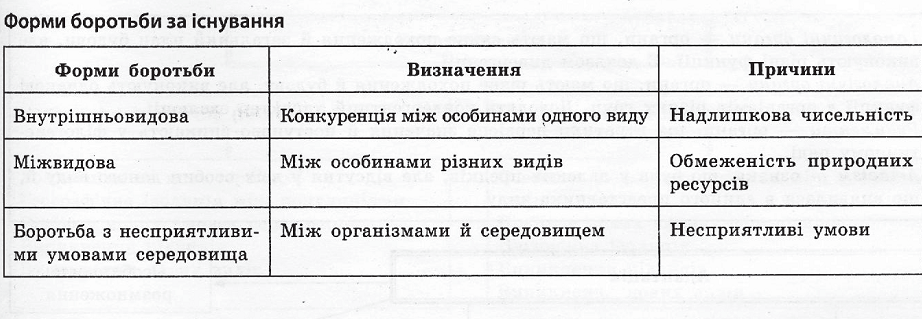 Форми боротьби за існування
Форми боротьби Визначення Причини
Внутрішньовидова Конкуренція між особинами одного виду Надлишкова чисельність
Міжвидова Між особинами різних видів Обмеженість природних
ресурсів
Боротьба з несприятливи- Між організмами й середовищем Несприятливі умови
ми умовами середовища